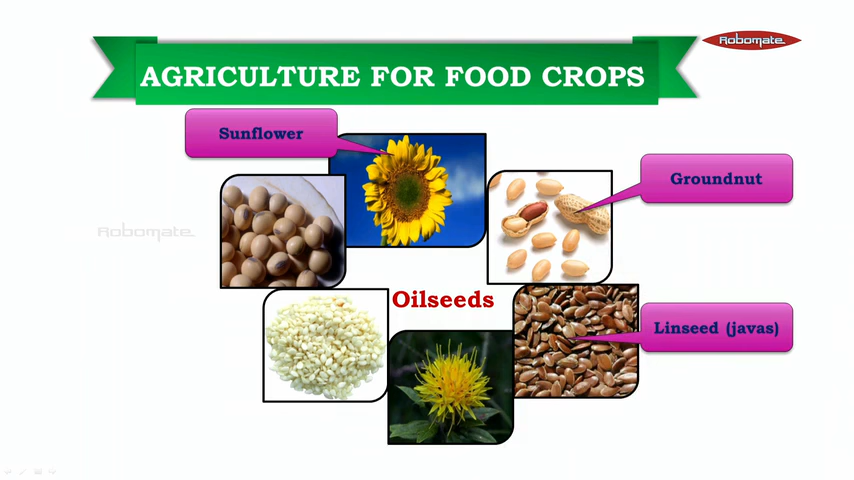 Robomate
AGRICULTURE FOR FOOD CROPS
Sunflower
Groundnut
Robomate
Oilseeds
Linseed (javas)